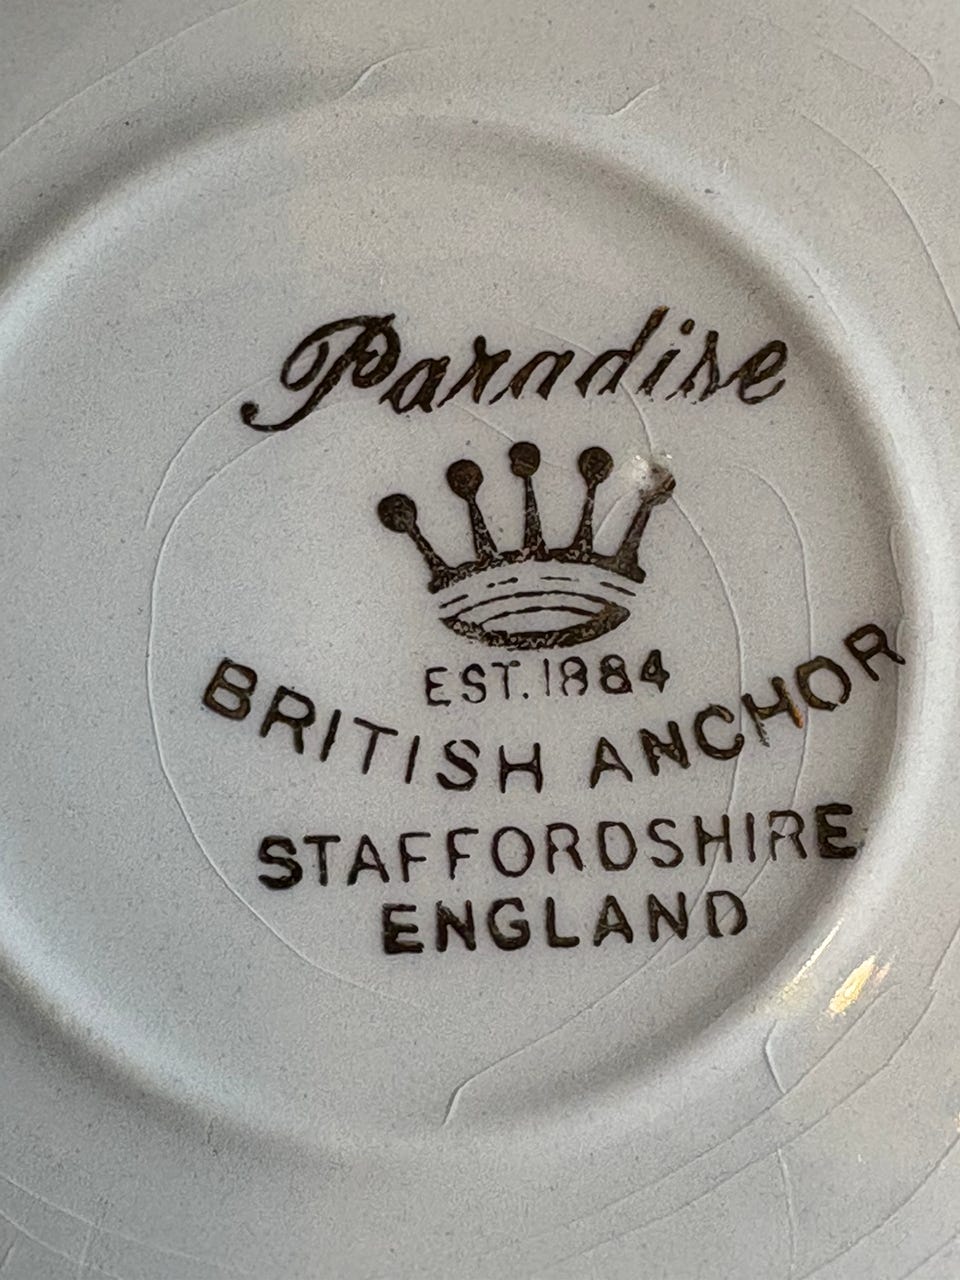 Paradise
EST. 1884
BRITISH ANCHOR
STAFFORDSHIRE
ENGLAND